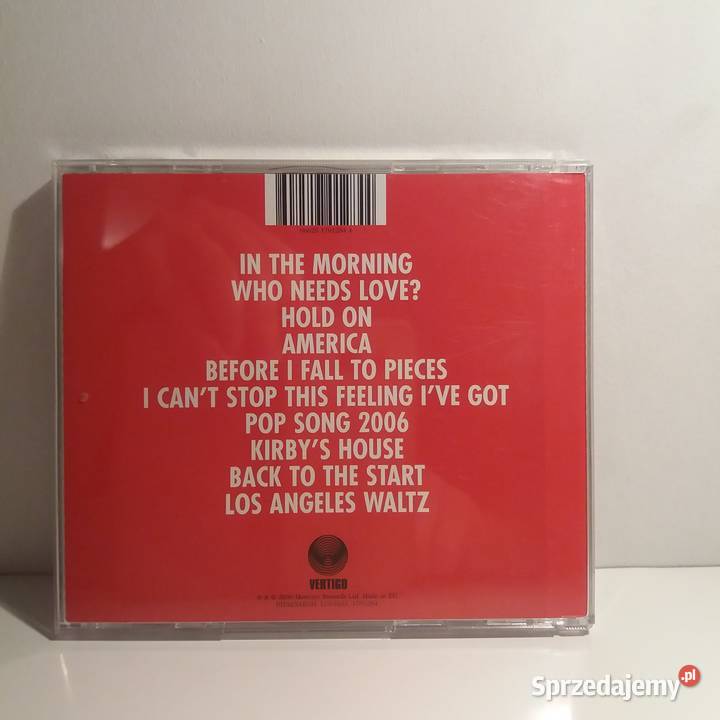 IN THE MORNING
WHO NEEDS LOVE?
HOLD ON
AMERICA
BEFORE I FALL TO PIECES
I CAN'T STOP THIS FEELING I'VE GOT
POP SONG 2006
KIRBY'S HOUSE
BACK TO THE START
LOS ANGELES WALTZ
VERTIGO
Sprzedajemy.pl